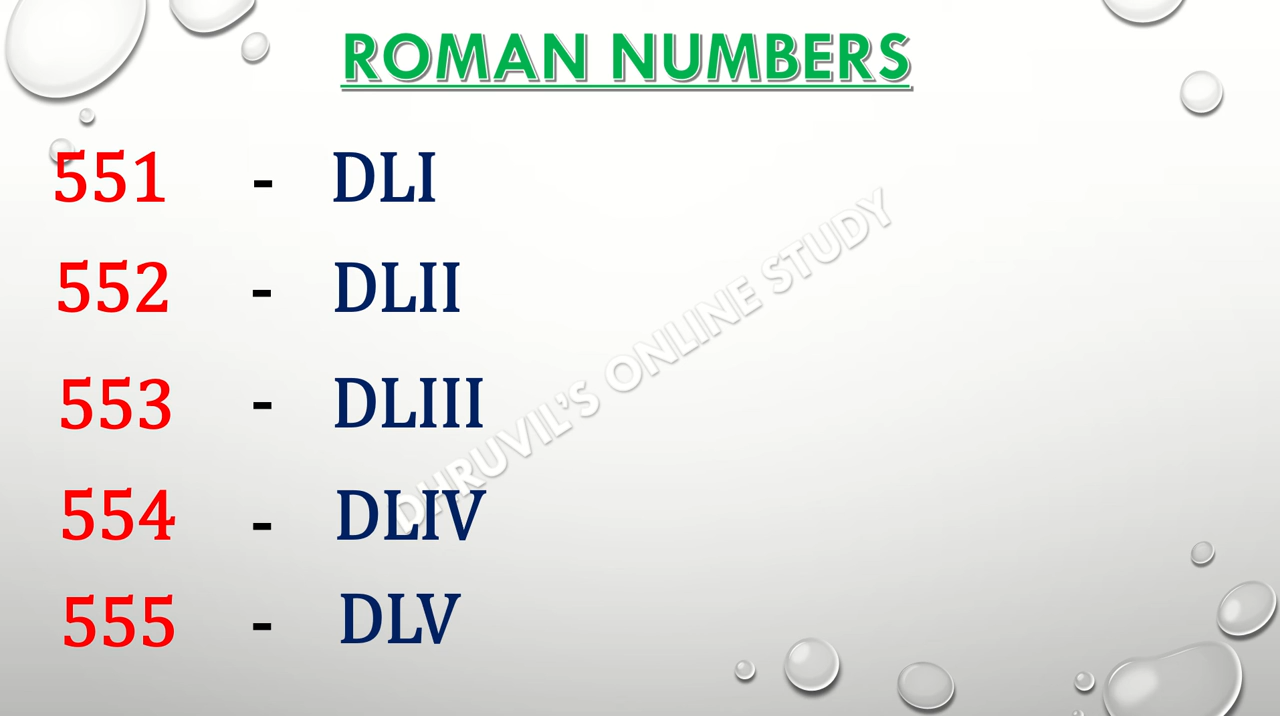 ROMAN NUMBERS
551 - DLI
552 - DLII
553 - DLIII
554 - DLIV
555 - DLV
DHRUVIL'S ONLINE STUDY